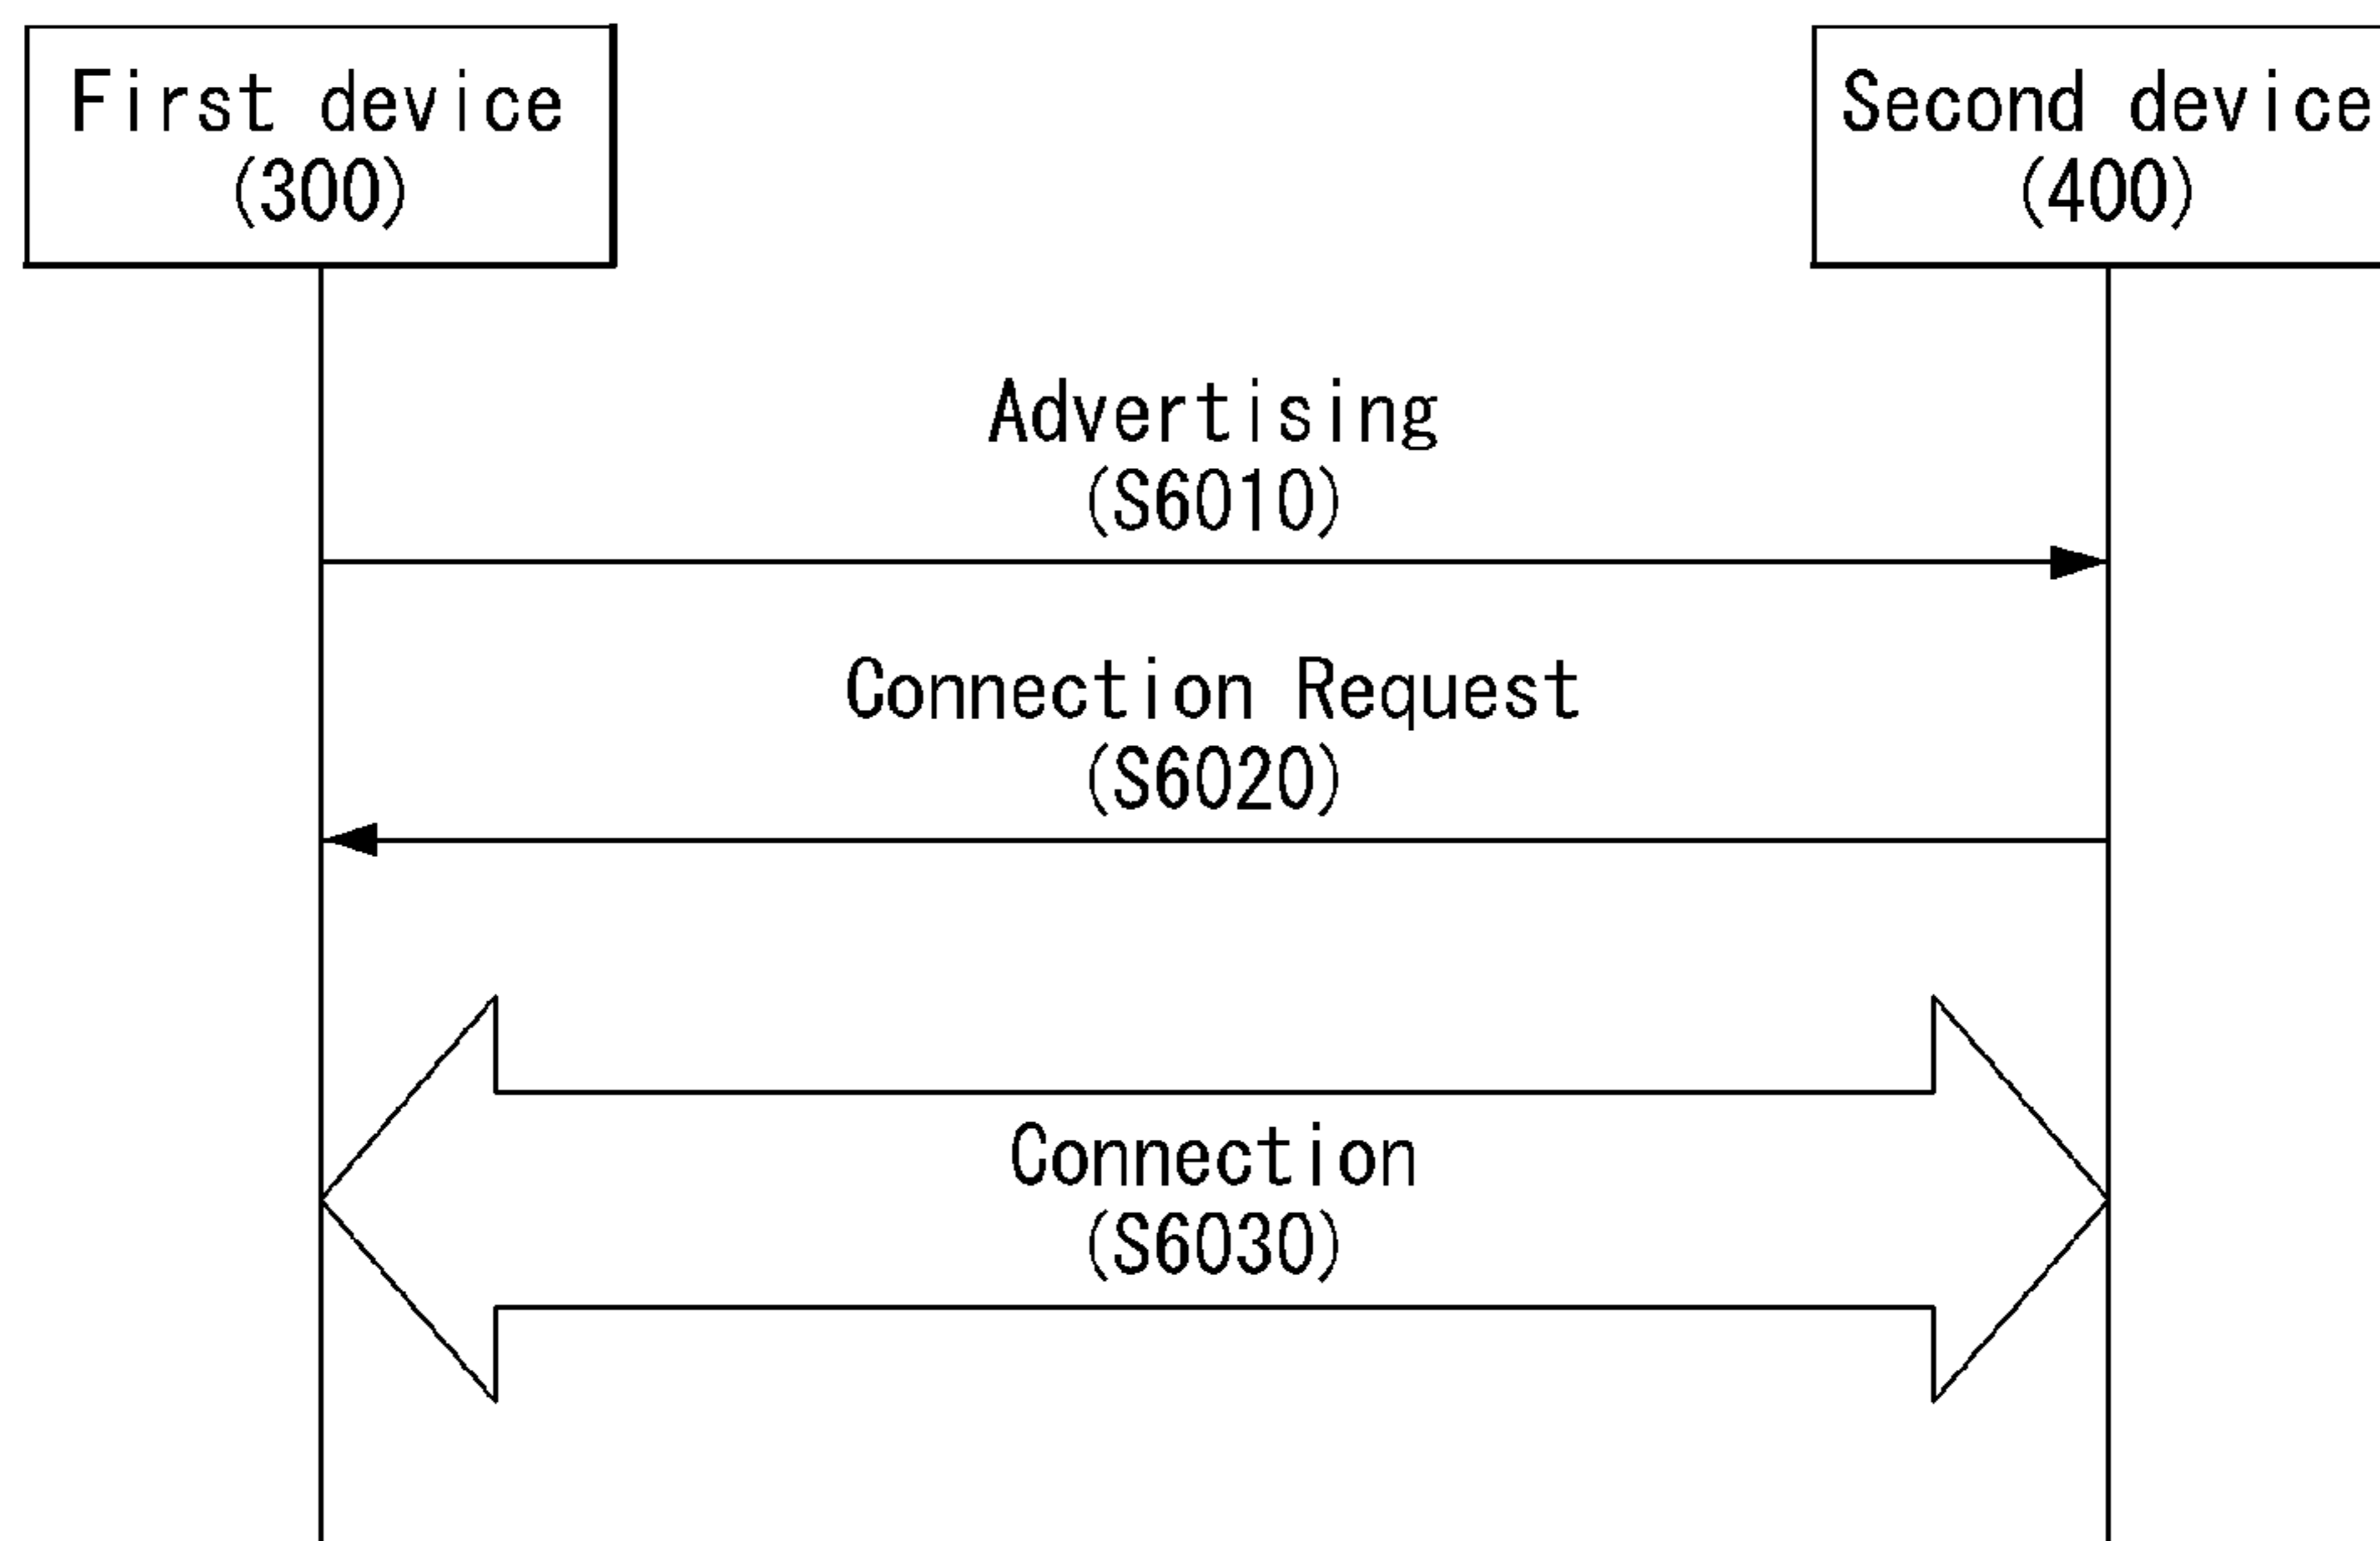 First device
(300)
Second device
(400)
Advertising
(S6010)
Connection Request
(S6020)
Connection
(S6030)